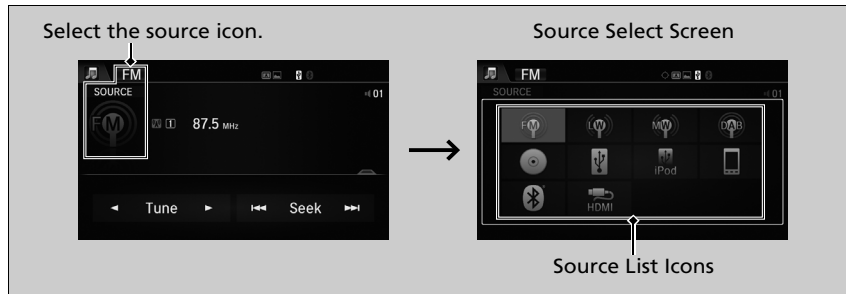 Select the source icon.
Source Select Screen
FM
SOURCE
01
FM
87.5 MHz
Tune
Seek
FM
SOURCE
01
FM
LW
MW
DAB
iPod
HDMI
Source List Icons